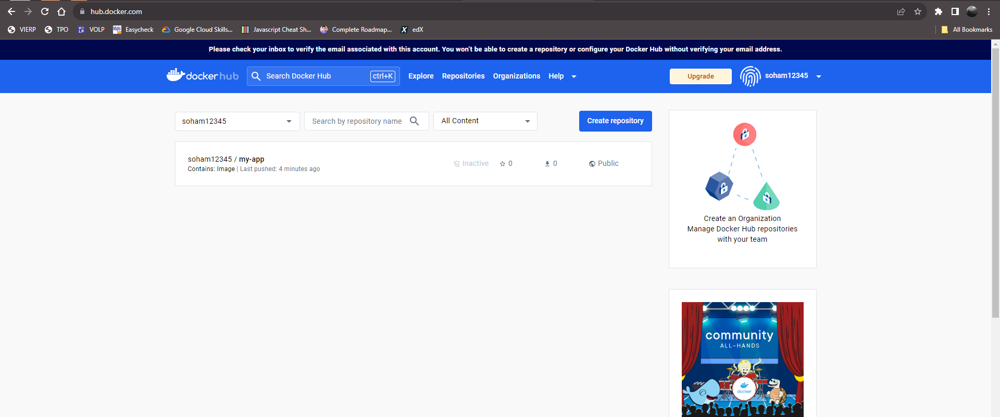 hub.docker.com
VIERP
TPO
VOLP
Easycheck
Google Cloud Skills...
Javascript Cheat Sh...
Complete Roadmap...
edX
All Bookmarks
Please check your inbox to verify the email associated with this account. You won't be able to create a repository or configure your Docker Hub without verifying your email address.
docker hub
Search Docker Hub
ctrl+K
Explore
Repositories
Organizations
Help
Upgrade
soham12345
soham12345
Search by repository name
All Content
Create repository
soham12345 / my-app
Contains: Image | Last pushed: 4 minutes ago
Inactive
0
0
Public
Create an Organization
Manage Docker Hub repositories
with your team
community
ALL-HANDS
docker